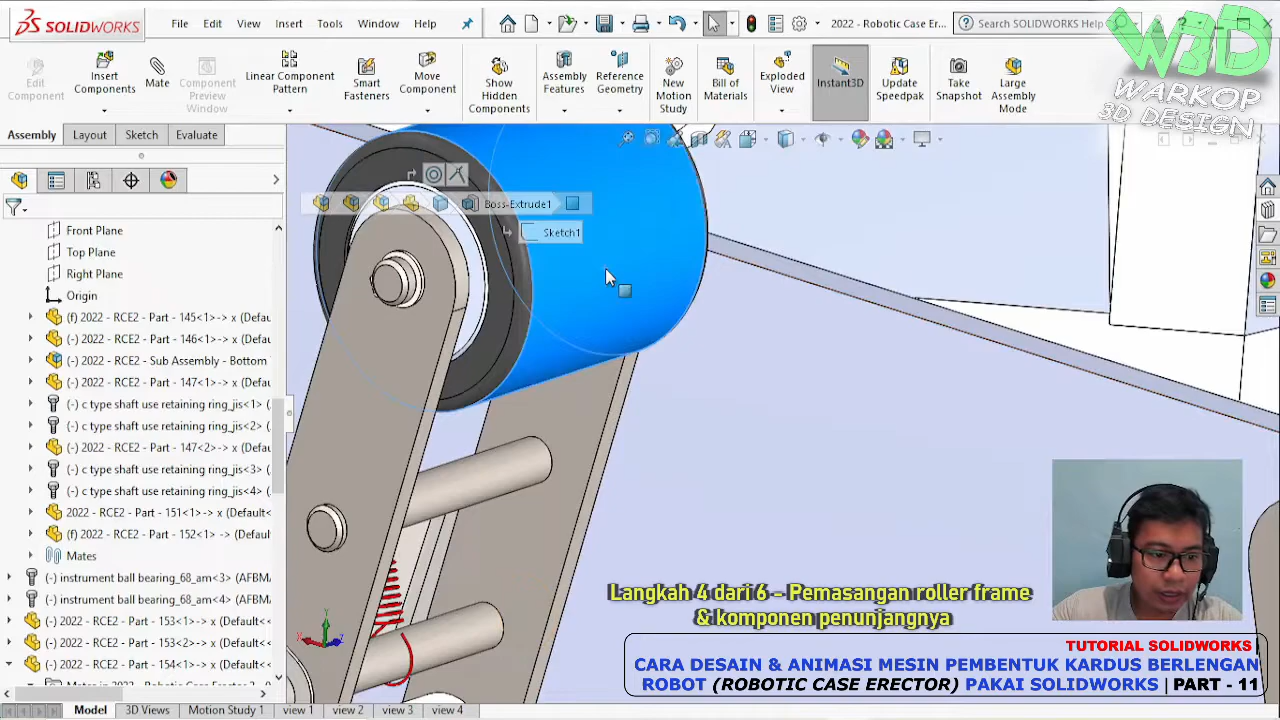 SOLIDWORKS
File Edit View Insert Tools Window Help
2022 - Robotic Case Er...
Search SOLIDWORKS Help
W3D
WARKOP
3D DESIGN
Edit Component
Insert Components
Mate
Component Preview Window
Linear Component Pattern
Smart Fasteners
Move Component
Show Hidden Components
Assembly Features
Reference Geometry
New Motion Study
Bill of Materials
Exploded View
Instant3D
Update Speedpak
Take Snapshot
Large Assembly Mode
Assembly Layout Sketch Evaluate
Boss-Extrude1
Sketch1
Front Plane
Top Plane
Right Plane
Origin
(f) 2022 - RCE2 - Part - 145<1>-> x (Defau
(-) 2022 - RCE2 - Part - 146<1>-> x (Defau
(-) 2022 - RCE2 - Sub Assembly - Bottom
(-) 2022 - RCE2 - Part - 147<1>-> x (Defau
(-) c type shaft use retaining ring_jis<1> (
(-) c type shaft use retaining ring_jis<2> (
(-) 2022 - RCE2 - Part - 147<2>-> x (Defau
(-) c type shaft use retaining ring_jis<3> (
(-) c type shaft use retaining ring_jis<4> (
2022 - RCE2 - Part - 151<1> (Default<
(f) 2022 - RCE2 - Part - 152<1> -> (Defau
Mates
(-) instrument ball bearing_68_am<3> (AFBM
(-) instrument ball bearing_68_am<4> (AFBM
2022 - RCE2 - Part - 153<1> (Default<<
2022 - RCE2 - Part - 153<2> (Default<<
2022 - RCE2 - Part - 154<1> (Default<<
Langkah 4 dari 6 - Pemasangan roller frame
& komponen penunjangnya
TUTORIAL SOLIDWORKS
CARA DESAIN & ANIMASI MESIN PEMBENTUK KARDUS BERLENGAN
ROBOT (ROBOTIC CASE ERECTOR) PAKAI SOLIDWORKS | PART - 11
Model 3D Views Motion Study 1 view 1 view 2 view 3 view 4